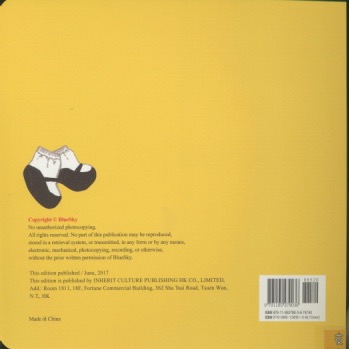 Copyright © BlueSky
No unauthorized photocopying.
All rights reserved. No part of this publication may be reproduced,
stored in a retrieval system, or transmitted, in any form or by any means,
electronic, mechanical, photocopying, recording, or otherwise,
without the prior written permission of BlueSky.
This edition published / June, 2017
This edition is published by INHERIT CULTURE PUBLISHING HK CO., LIMITED,
Add: Room 1811, 18F, Fortune Commercial Building, 362 Sha Tsui Road, Tsuen Wan,
N.T., HK
Made in China
ISBN
ISBN